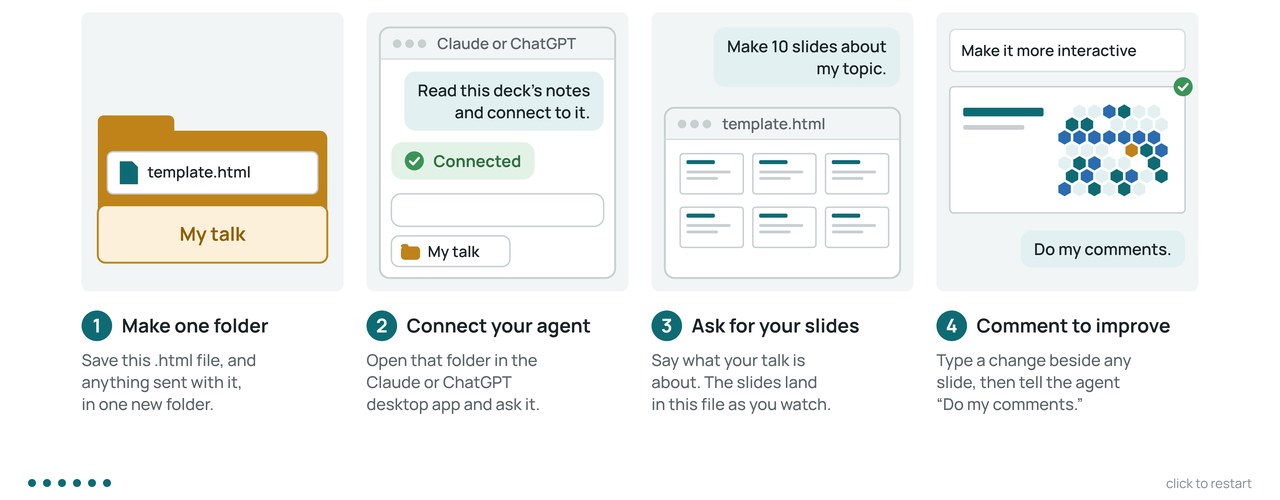 template.html
My talk
Claude or ChatGPT
Read this deck's notes
and connect to it.
Connected
My talk
Make 10 slides about
my topic.
template.html
Make it more interactive
Do my comments.
1 Make one folder
Save this .html file, and
anything sent with it,
in one new folder.
2 Connect your agent
Open that folder in the
Claude or ChatGPT
desktop app and ask it.
3 Ask for your slides
Say what your talk is
about. The slides land
in this file as you watch.
4 Comment to improve
Type a change beside any
slide, then tell the agent
“Do my comments.”
click to restart